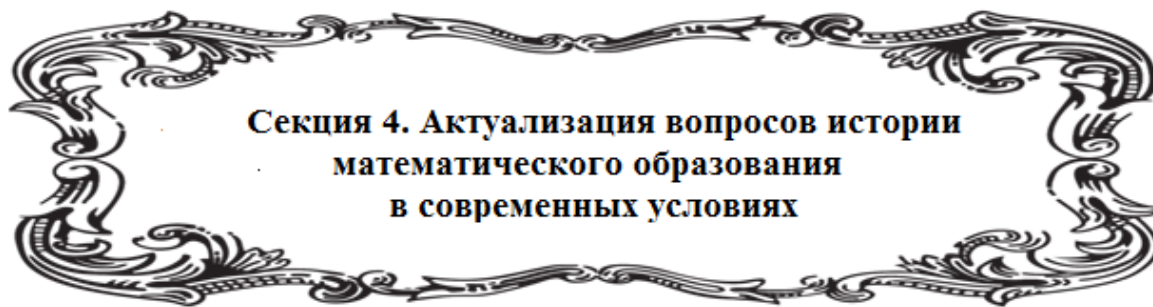 Секция 4. Актуализация вопросов истории
математического образования
в современных условиях